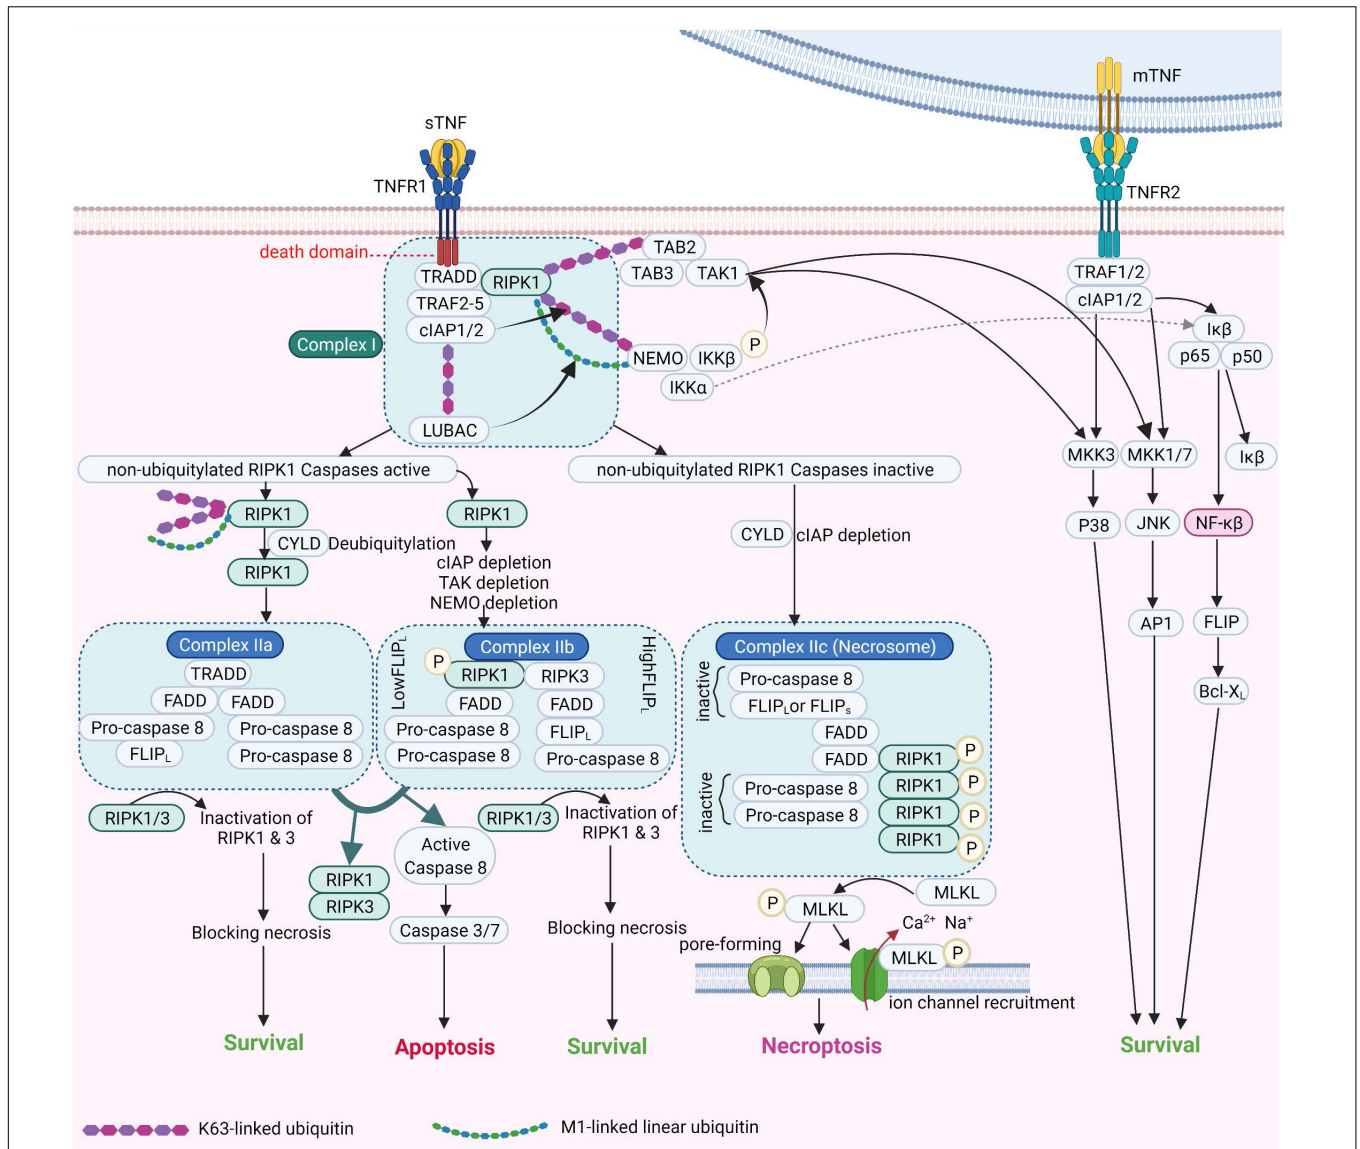 mTNF
sTNF
TNFR1
TNFR2
death domain
TRADD
RIPK1
TRAF2-5
cIAP1/2
TAB2
TAB3
TAK1
TRAF1/2
cIAP1/2
Complex I
NEMO
IKKβ
P
IKKα
Iκβ
p65
p50
LUBAC
non-ubiquitylated RIPK1 Caspases active
non-ubiquitylated RIPK1 Caspases inactive
MKK3
MKK1/7
Iκβ
RIPK1
RIPK1
CYLD
Deubiquitylation
RIPK1
cIAP depletion
TAK depletion
NEMO depletion
CYLD
cIAP depletion
P38
JNK
NF-κβ
AP1
FLIP
Bcl-XL
Complex IIa
TRADD
FADD
FADD
Pro-caspase 8
Pro-caspase 8
FLIPL
Pro-caspase 8
LowFLIPL
Complex IIb
HighFLIPL
P
RIPK1
RIPK3
FADD
FADD
Pro-caspase 8
FLIPL
Pro-caspase 8
Pro-caspase 8
Complex IIc (Necrosome)
inactive
Pro-caspase 8
FLIPLor FLIPs
FADD
FADD
RIPK1
P
RIPK1
P
RIPK1
P
RIPK1
P
inactive
Pro-caspase 8
Pro-caspase 8
RIPK1/3
Inactivation of
RIPK1 & 3
Active
Caspase 8
RIPK1/3
Inactivation of
RIPK1 & 3
RIPK1
RIPK3
Caspase 3/7
Blocking necrosis
Blocking necrosis
MLKL
P
MLKL
Ca2+ Na+
pore-forming
MLKL
P
ion channel recruitment
Survival
Apoptosis
Survival
Necroptosis
Survival
K63-linked ubiquitin
M1-linked linear ubiquitin